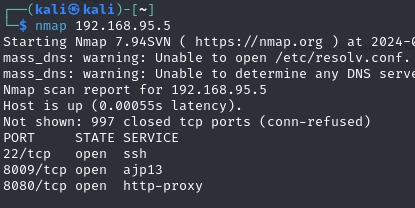 ┌──(kali㉿kali)-[~]
└─$ nmap 192.168.95.5
Starting Nmap 7.94SVN ( https://nmap.org ) at 2024-0
mass_dns: warning: Unable to open /etc/resolv.conf.
mass_dns: warning: Unable to determine any DNS serve
Nmap scan report for 192.168.95.5
Host is up (0.00055s latency).
Not shown: 997 closed tcp ports (conn-refused)
PORT     STATE SERVICE
22/tcp   open  ssh
8009/tcp open  ajp13
8080/tcp open  http-proxy